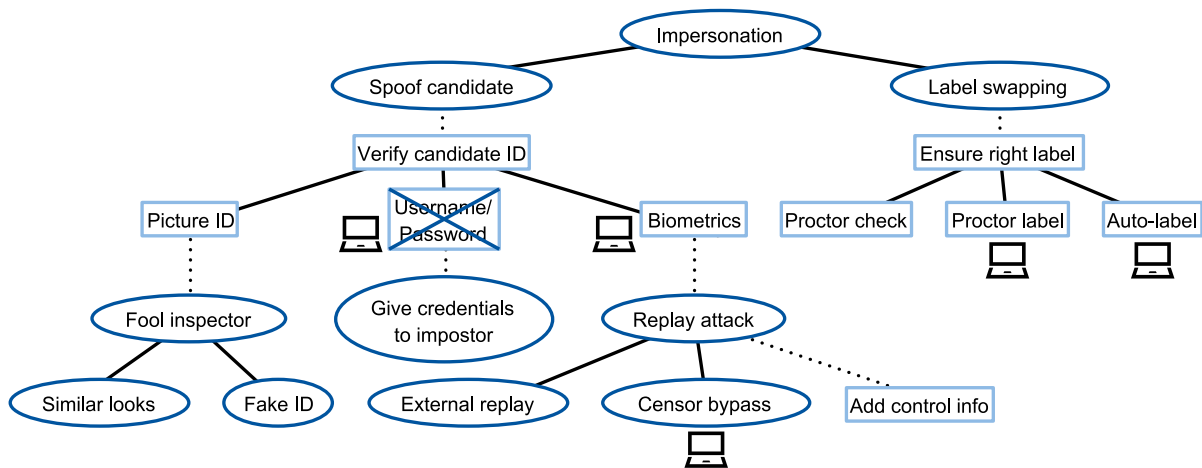 Impersonation
Spoof candidate
Label swapping
Verify candidate ID
Ensure right label
Picture ID
Username/
Password
Biometrics
Proctor check
Proctor label
Auto-label
Give credentials
to impostor
Fool inspector
Replay attack
Similar looks
Fake ID
External replay
Censor bypass
Add control info